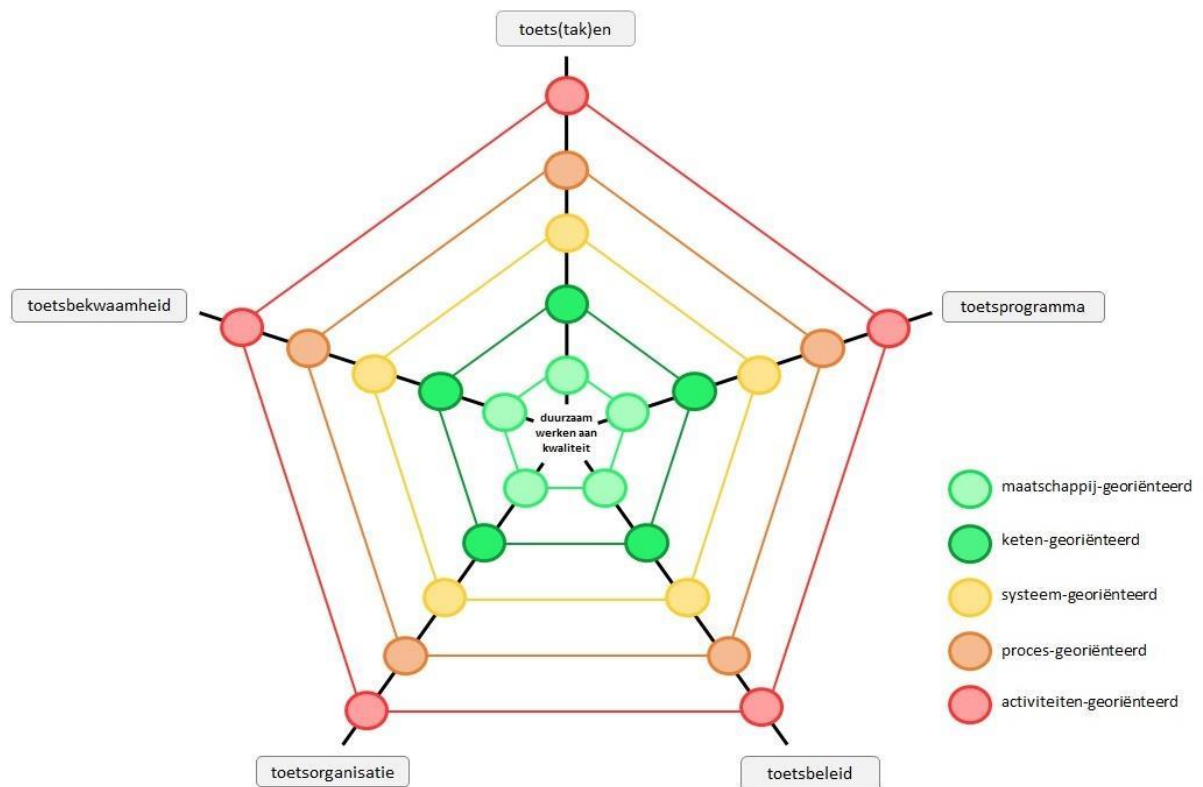 toets(tak)en
toetsbekwaamheid
toetsprogramma
duurzaam
werken aan
kwaliteit
maatschappij-georiënteerd
keten-georiënteerd
systeem-georiënteerd
proces-georiënteerd
activiteiten-georiënteerd
toetsorganisatie
toetsbeleid